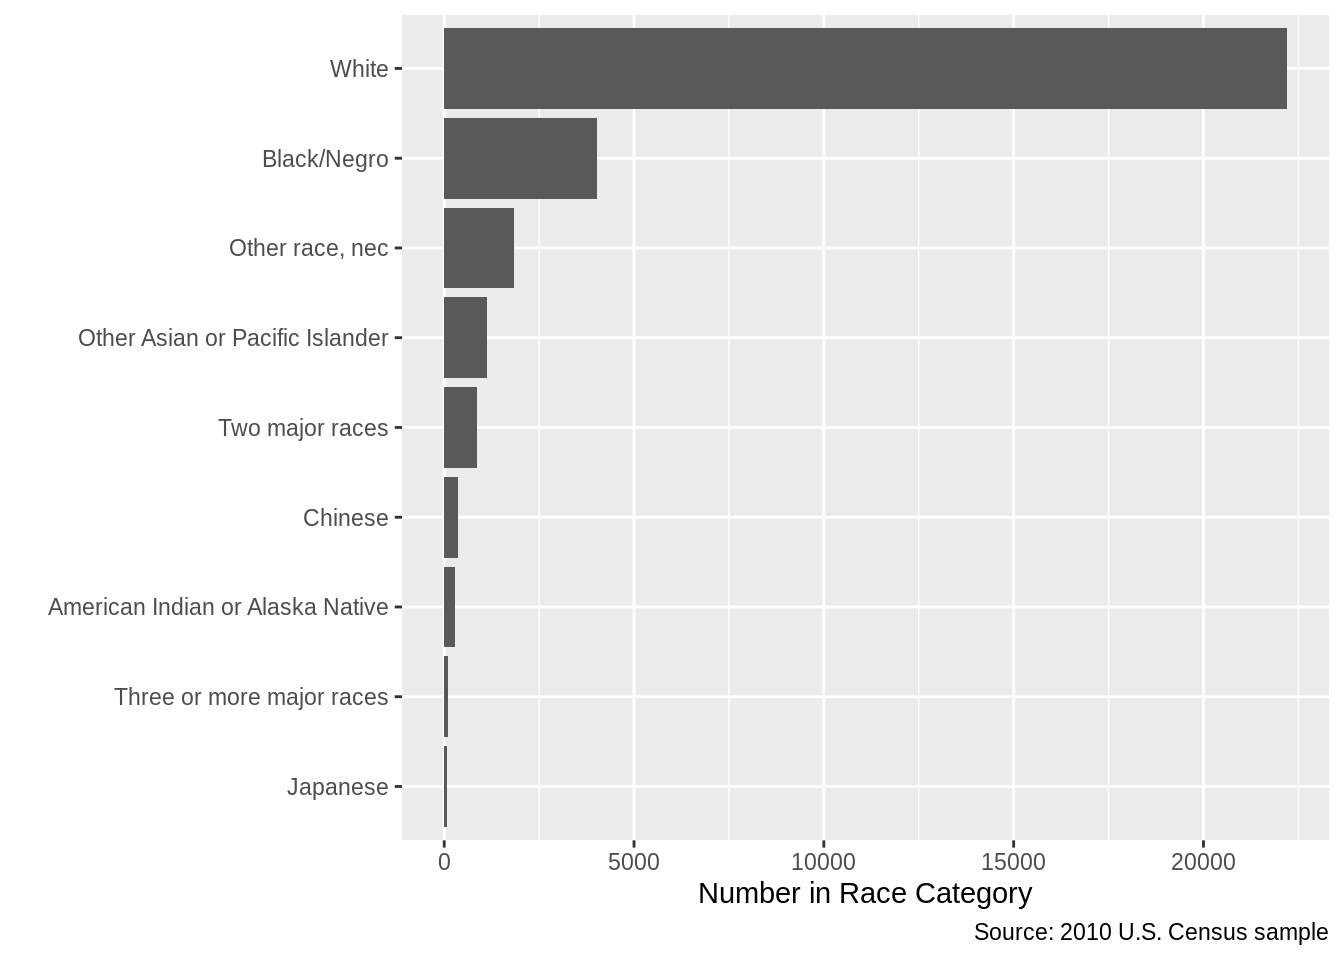 White
Black/Negro
Other race, nec
Other Asian or Pacific Islander
Two major races
Chinese
American Indian or Alaska Native
Three or more major races
Japanese
0 5000 10000 15000 20000
Number in Race Category
Source: 2010 U.S. Census sample